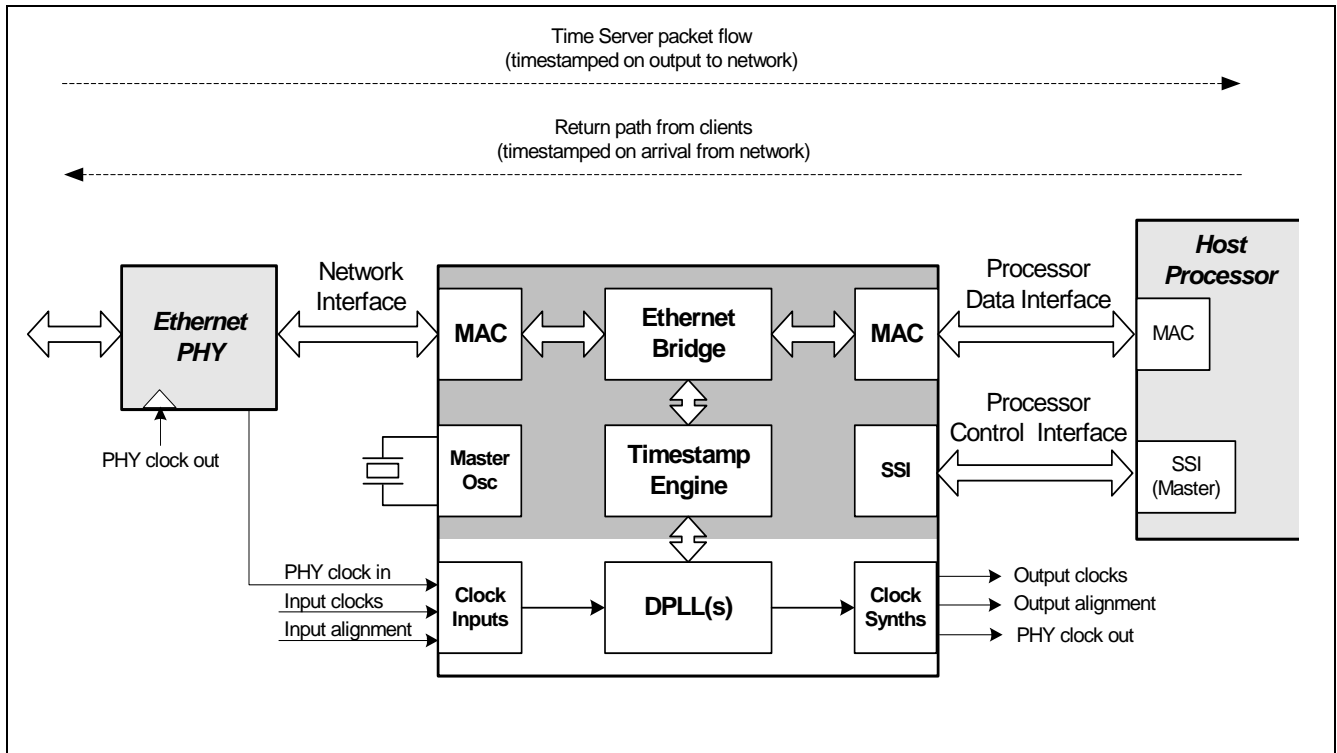 Time Server packet flow
(timestamped on output to network)
Return path from clients
(timestamped on arrival from network)
Host
Processor
Network
Interface
Processor
Data Interface
Ethernet
PHY
MAC
Ethernet
Bridge
MAC
MAC
Processor
Control Interface
PHY clock out
Master
Osc
Timestamp
Engine
SSI
SSI
(Master)
PHY clock in
Input clocks
Input alignment
Clock
Inputs
DPLL(s)
Clock
Synths
Output clocks
Output alignment
PHY clock out